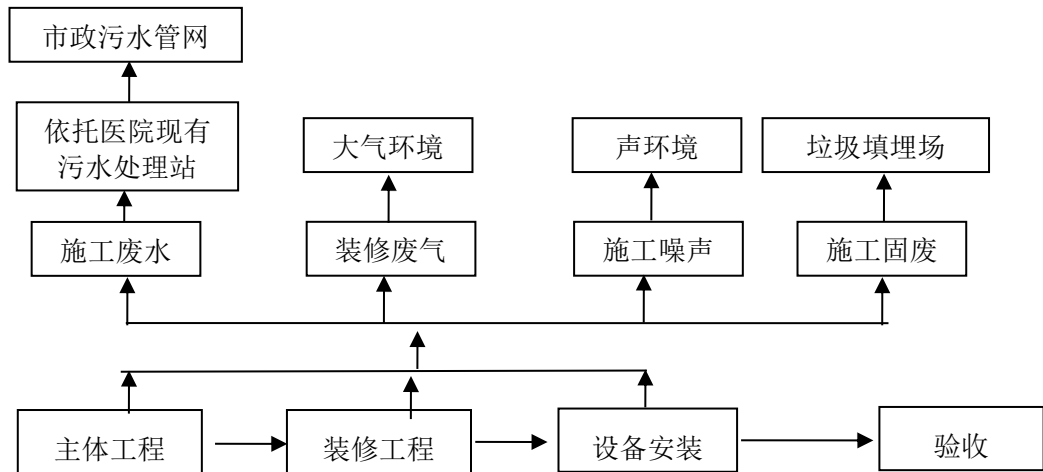 市政污水管网
依托医院现有
污水处理站
大气环境
声环境
垃圾填埋场
施工废水
装修废气
施工噪声
施工固废
主体工程
装修工程
设备安装
验收